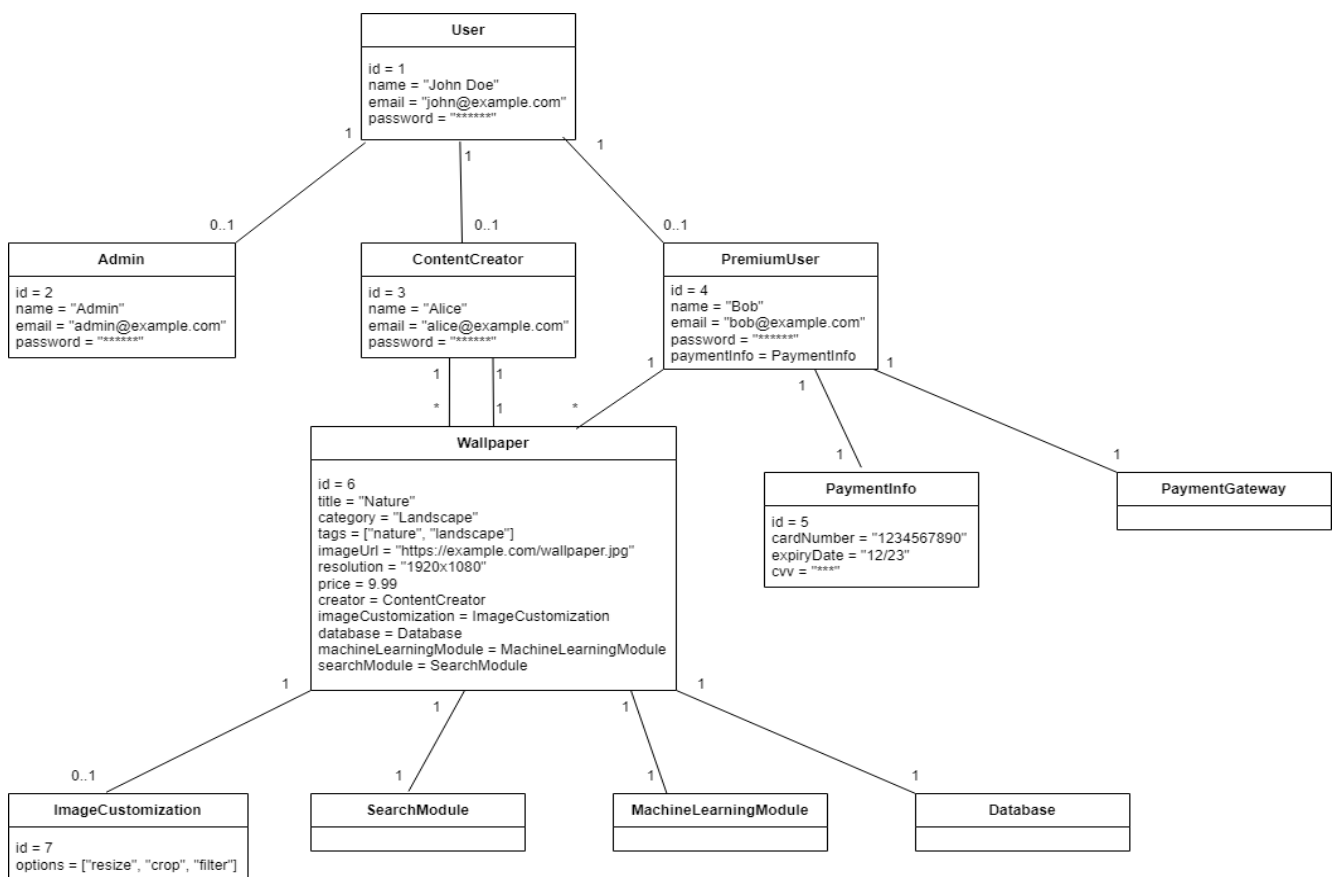 User
id = 1
name = "John Doe"
email = "john@example.com"
password = "******"
1
1
1
0..1
0..1
0..1
Admin
id = 2
name = "Admin"
email = "admin@example.com"
password = "******"
ContentCreator
id = 3
name = "Alice"
email = "alice@example.com"
password = "******"
PremiumUser
id = 4
name = "Bob"
email = "bob@example.com"
password = "******"
paymentInfo = PaymentInfo
1
1
1
1
1
*
1
*
1
1
Wallpaper
id = 6
title = "Nature"
category = "Landscape"
tags = ["nature", "landscape"]
imageUrl = "https://example.com/wallpaper.jpg"
resolution = "1920x1080"
price = 9.99
creator = ContentCreator
imageCustomization = ImageCustomization
database = Database
machineLearningModule = MachineLearningModule
searchModule = SearchModule
PaymentInfo
id = 5
cardNumber = "1234567890"
expiryDate = "12/23"
cvv = "***"
PaymentGateway
1
1
1
1
0..1
1
1
1
ImageCustomization
id = 7
options = ["resize", "crop", "filter"]
SearchModule
MachineLearningModule
Database